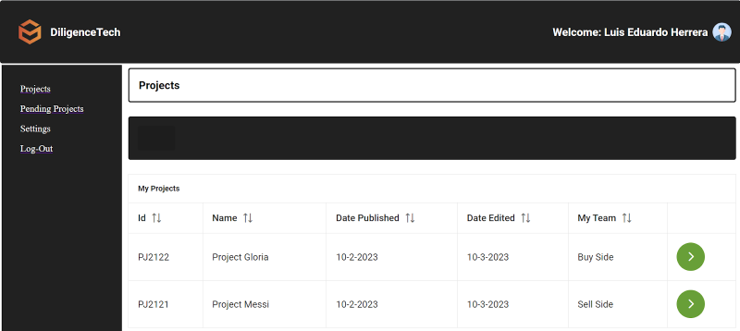 DiligenceTech
Welcome: Luis Eduardo Herrera
Projects
Pending Projects
Settings
Log-Out
Projects
My Projects
Id Name Date Published Date Edited My Team
PJ2122 Project Gloria 10-2-2023 10-3-2023 Buy Side
PJ2121 Project Messi 10-2-2023 10-3-2023 Sell Side